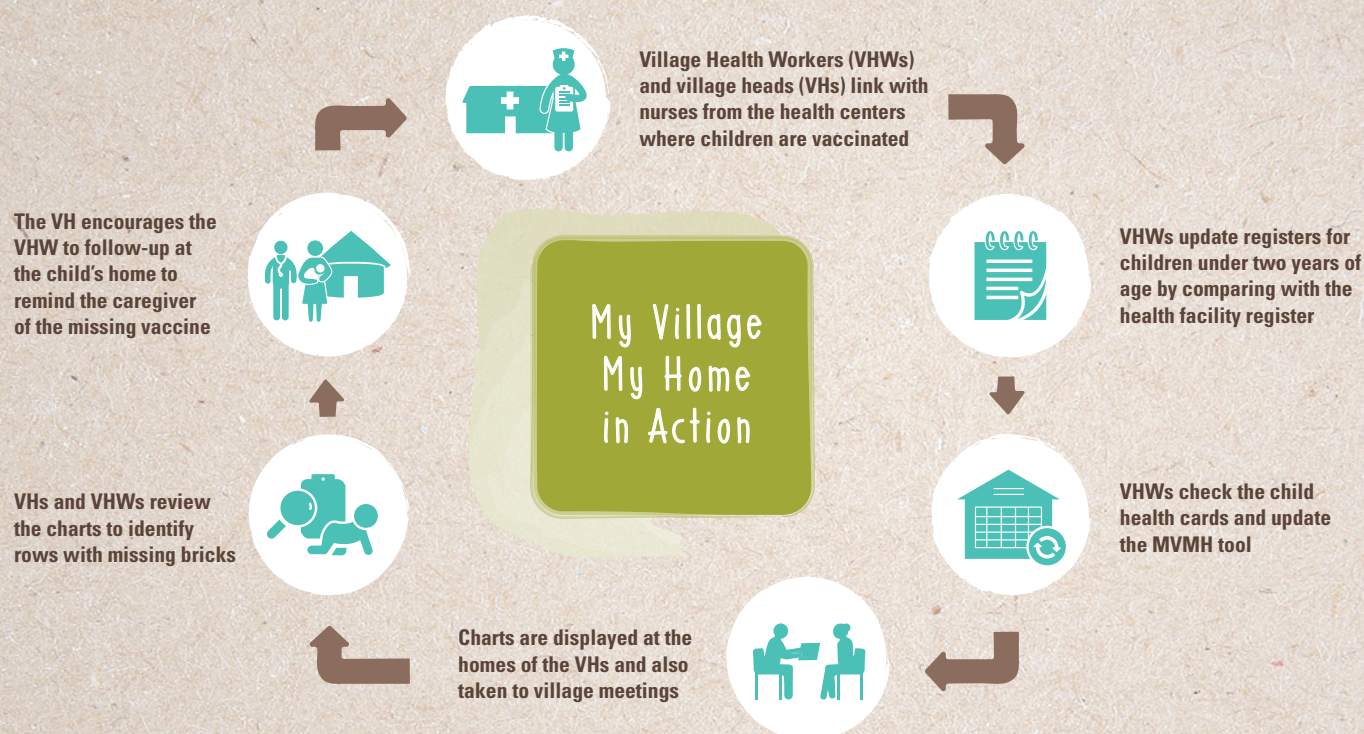 Village Health Workers (VHWs)
and village heads (VHs) link with
nurses from the health centers
where children are vaccinated
VHWs update registers for
children under two years of
age by comparing with the
health facility register
VHWs check the child
health cards and update
the MVMH tool
Charts are displayed at the
homes of the VHs and also
taken to village meetings
VHs and VHWs review
the charts to identify
rows with missing bricks
The VH encourages the
VHW to follow-up at
the child's home to
remind the caregiver
of the missing vaccine
My Village
My Home
in Action